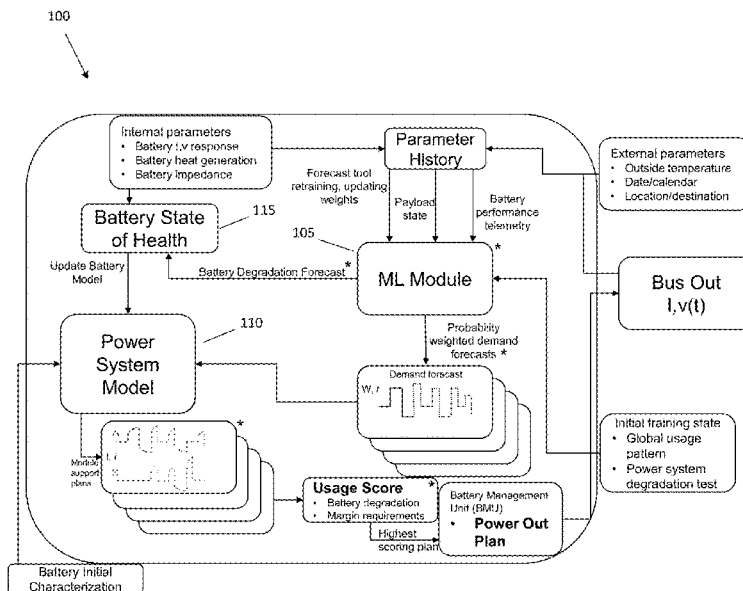 100
Internal parameters
• Battery I,v response
• Battery heat generation
• Battery impedance
Parameter
History
External parameters
• Outside temperature
• Date/calendar
• Location/destination
Forecast tool
retraining, updating
weights
Payload
state
Battery
performance
telemetry
Battery State
of Health
115
105
Update Battery
Model
Battery Degradation Forecast *
ML Module
*
Bus Out
I,v(t)
110
Power
System
Model
Probability
weighted demand
forecasts *
Demand forecast
W, t
Initial training state
• Global usage
pattern
• Power system
degradation test
Module
support
plans
*
I, t
Usage Score
*
• Battery degradation
• Margin requirements
Highest
scoring plan
Battery Management
Unit (BMU)
• Power Out
Plan
Battery Initial
Characterization